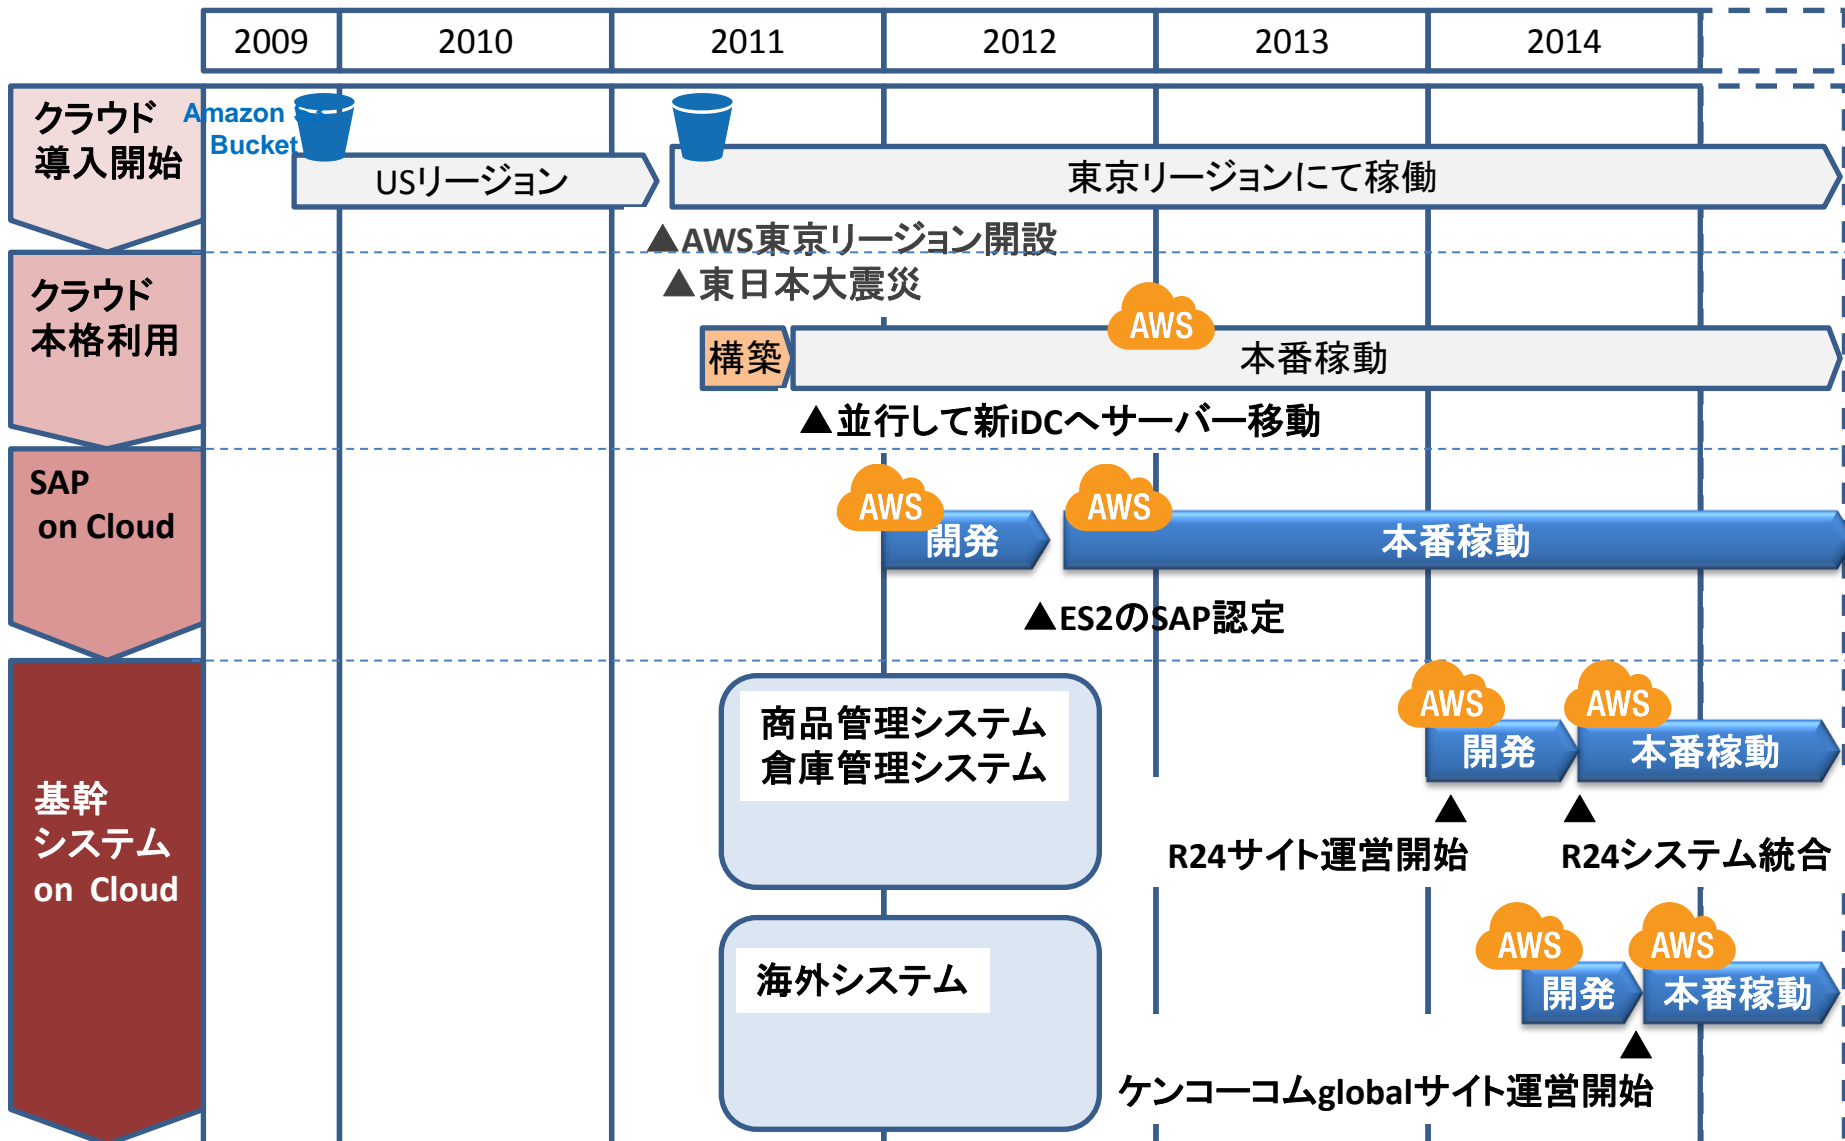 2009 2010 2011 2012 2013 2014
クラウド
導入開始
Amazon S3
Bucket
USリージョン
東京リージョンにて稼働
▲AWS東京リージョン開設
▲東日本大震災
クラウド
本格利用
AWS
構築
本番稼動
▲並行して新iDCへサーバー移動
SAP
on Cloud
AWS
開発
AWS
本番稼動
▲ES2のSAP認定
基幹
システム
on Cloud
商品管理システム
倉庫管理システム
AWS
開発
AWS
本番稼動
▲
R24サイト運営開始
▲
R24システム統合
海外システム
AWS
開発
AWS
本番稼動
▲
ケンコーコムglobalサイト運営開始